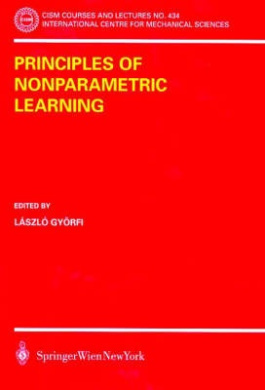 CISM COURSES AND LECTURES NO. 434
INTERNATIONAL CENTRE FOR MECHANICAL SCIENCES
PRINCIPLES OF
NONPARAMETRIC
LEARNING
EDITED BY
LÁSZLÓ GYÖRFI
SpringerWienNewYork